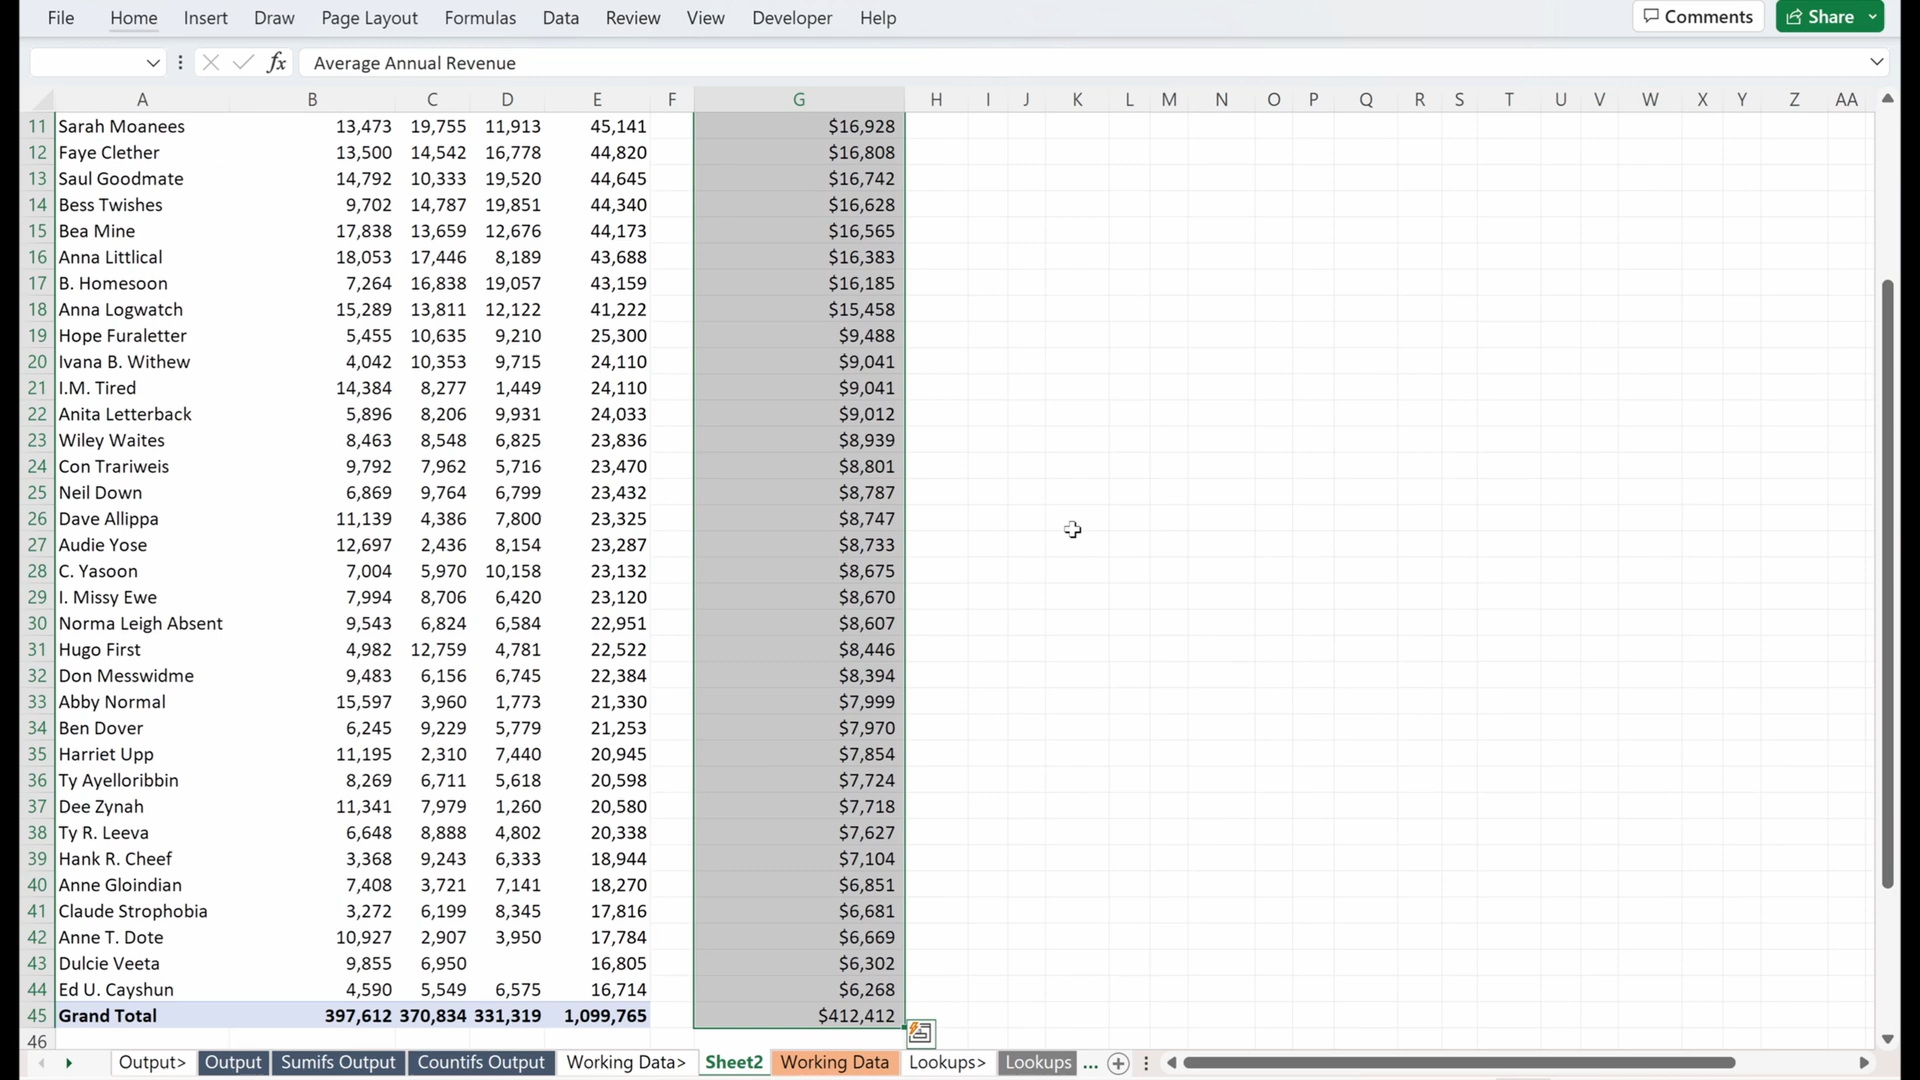 File Home Insert Draw Page Layout Formulas Data Review View Developer Help Comments Share
fx Average Annual Revenue
A B C D E F G H I J K L M N O P Q R S T U V W X Y Z AA
11 Sarah Moanees 13,473 19,755 11,913 45,141 $16,928
12 Faye Clether 13,500 14,542 16,778 44,820 $16,808
13 Saul Goodmate 14,792 10,333 19,520 44,645 $16,742
14 Bess Twishes 9,702 14,787 19,851 44,340 $16,628
15 Bea Mine 17,838 13,659 12,676 44,173 $16,565
16 Anna Littlical 18,053 17,446 8,189 43,688 $16,383
17 B. Homesoon 7,264 16,838 19,057 43,159 $16,185
18 Anna Logwatch 15,289 13,811 12,122 41,222 $15,458
19 Hope Furaletter 5,455 10,635 9,210 25,300 $9,488
20 Ivana B. Withew 4,042 10,353 9,715 24,110 $9,041
21 I.M. Tired 14,384 8,277 1,449 24,110 $9,041
22 Anita Letterback 5,896 8,206 9,931 24,033 $9,012
23 Wiley Waites 8,463 8,548 6,825 23,836 $8,939
24 Con Trariweis 9,792 7,962 5,716 23,470 $8,801
25 Neil Down 6,869 9,764 6,799 23,432 $8,787
26 Dave Allippa 11,139 4,386 7,800 23,325 $8,747
27 Audie Yose 12,697 2,436 8,154 23,287 $8,733
28 C. Yasoon 7,004 5,970 10,158 23,132 $8,675
29 I. Missy Ewe 7,994 8,706 6,420 23,120 $8,670
30 Norma Leigh Absent 9,543 6,824 6,584 22,951 $8,607
31 Hugo First 4,982 12,759 4,781 22,522 $8,446
32 Don Messwidme 9,483 6,156 6,745 22,384 $8,394
33 Abby Normal 15,597 3,960 1,773 21,330 $7,999
34 Ben Dover 6,245 9,229 5,779 21,253 $7,970
35 Harriet Upp 11,195 2,310 7,440 20,945 $7,854
36 Ty Ayelloribbin 8,269 6,711 5,618 20,598 $7,724
37 Dee Zynah 11,341 7,979 1,260 20,580 $7,718
38 Ty R. Leeva 6,648 8,888 4,802 20,338 $7,627
39 Hank R. Cheef 3,368 9,243 6,333 18,944 $7,104
40 Anne Gloindian 7,408 3,721 7,141 18,270 $6,851
41 Claude Strophobia 3,272 6,199 8,345 17,816 $6,681
42 Anne T. Dote 10,927 2,907 3,950 17,784 $6,669
43 Dulcie Veeta 9,855 6,950 16,805 $6,302
44 Ed U. Cayshun 4,590 5,549 6,575 16,714 $6,268
45 Grand Total 397,612 370,834 331,319 1,099,765 $412,412
46
Output> Output Sumifs Output Countifs Output Working Data> Sheet2 Working Data Lookups> Lookups ...